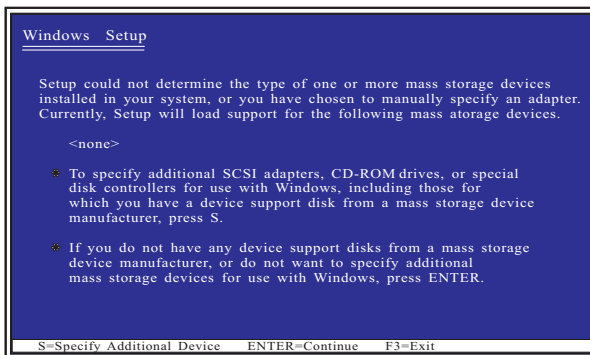 Windows Setup
Setup could not determine the type of one or more mass storage devices
installed in your system, or you have chosen to manually specify an adapter.
Currently, Setup will load support for the following mass atorage devices.
<none>
To specify additional SCSI adapters, CD-ROM drives, or special
disk controllers for use with Windows, including those for
which you have a device support disk from a mass storage device
manufacturer, press S.
If you do not have any device support disks from a mass storage
device manufacturer, or do not want to specify additional
mass storage devices for use with Windows, press ENTER.
S=Specify Additional Device ENTER=Continue F3=Exit